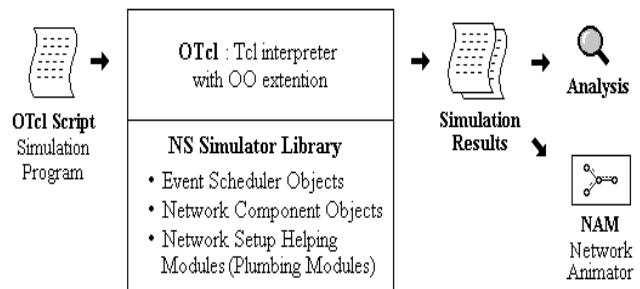 OTcl Script
Simulation
Program
OTcl : Tcl interpreter
with OO extention
NS Simulator Library
• Event Scheduler Objects
• Network Component Objects
• Network Setup Helping
Modules (Plumbing Modules)
Simulation
Results
Analysis
NAM
Network
Animator